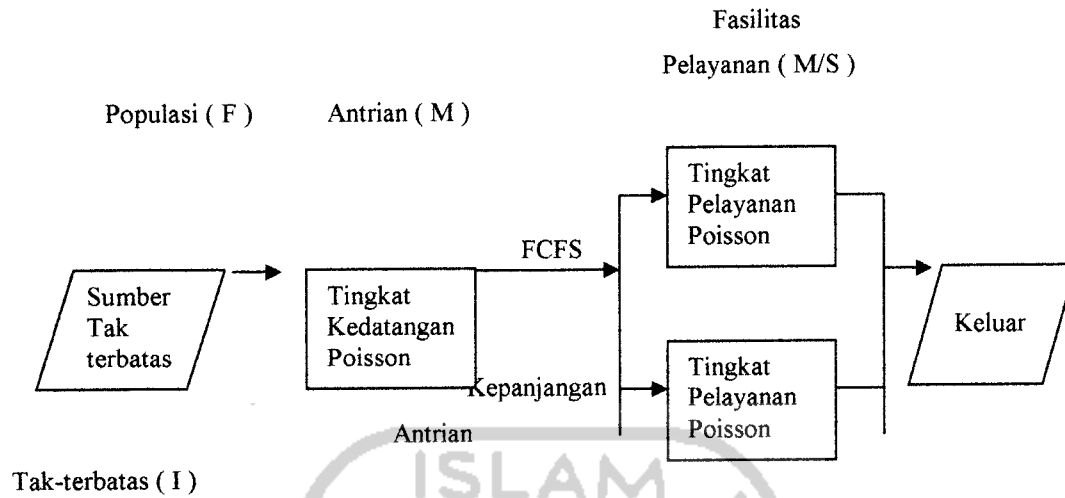 Fasilitas
Pelayanan ( M/S )
Populasi ( F )
Antrian ( M )
Sumber
Tak
terbatas
Tingkat
Kedatangan
Poisson
FCFS
Kepanjangan
Antrian
Tingkat
Pelayanan
Poisson
Tingkat
Pelayanan
Poisson
Keluar
Tak-terbatas ( I )
ISLAM